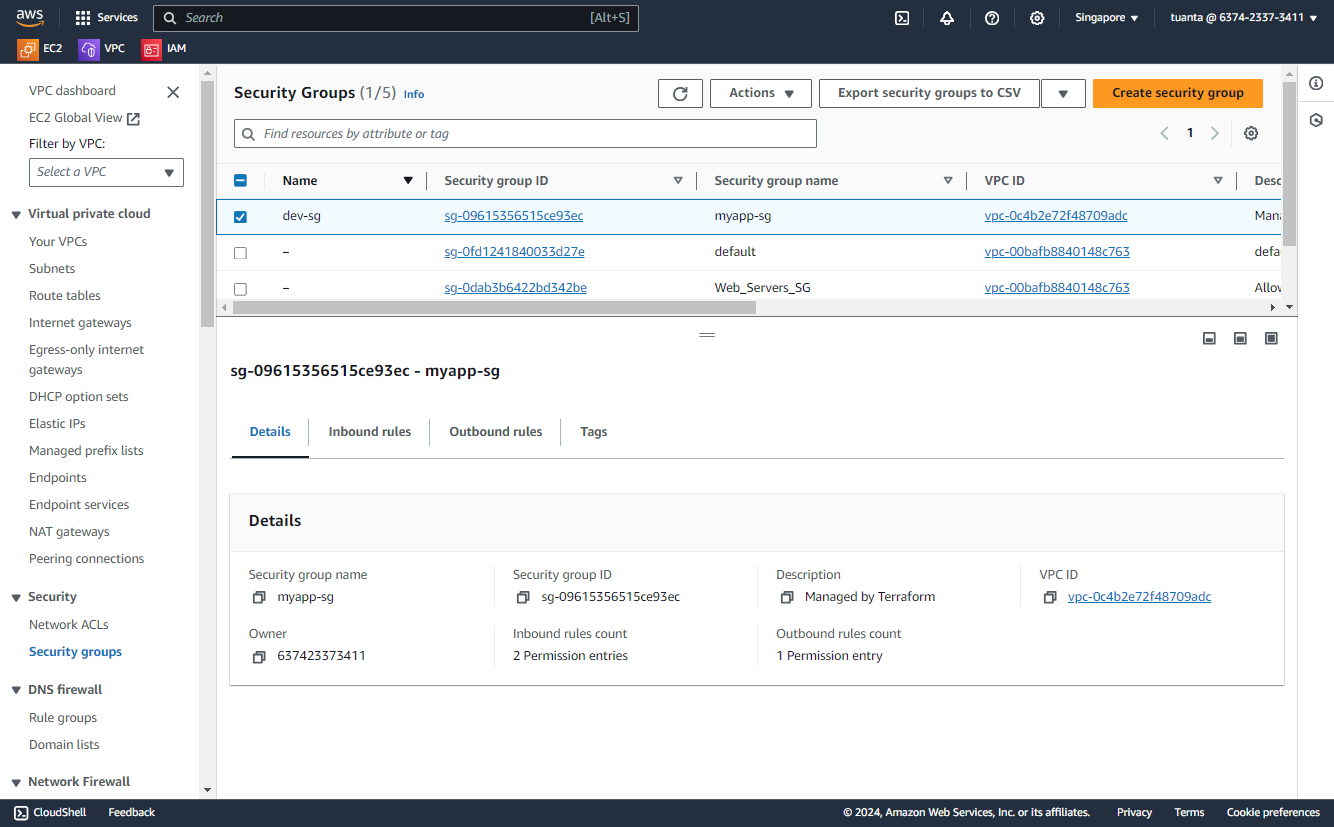 aws
Services
Search
[Alt+S]
Singapore
tuanta @ 6374-2337-3411
EC2
VPC
IAM
VPC dashboard
EC2 Global View
Filter by VPC:
Select a VPC
Virtual private cloud
Your VPCs
Subnets
Route tables
Internet gateways
Egress-only internet
gateways
DHCP option sets
Elastic IPs
Managed prefix lists
Endpoints
Endpoint services
NAT gateways
Peering connections
Security
Network ACLs
Security groups
DNS firewall
Rule groups
Domain lists
Network Firewall
Security Groups (1/5) Info
Actions
Export security groups to CSV
Create security group
Find resources by attribute or tag
1
Name Security group ID Security group name VPC ID Desc
dev-sg sg-09615356515ce93ec myapp-sg vpc-0c4b2e72f48709adc Mana
– sg-0fd1241840033d27e default vpc-00bafb8840148c763 defa
– sg-0dab3b6422bd342be Web_Servers_SG vpc-00bafb8840148c763 Allow
sg-09615356515ce93ec - myapp-sg
Details
Inbound rules
Outbound rules
Tags
Details
Security group name
myapp-sg
Security group ID
sg-09615356515ce93ec
Description
Managed by Terraform
VPC ID
vpc-0c4b2e72f48709adc
Owner
637423373411
Inbound rules count
2 Permission entries
Outbound rules count
1 Permission entry
CloudShell
Feedback
© 2024, Amazon Web Services, Inc. or its affiliates.
Privacy
Terms
Cookie preferences